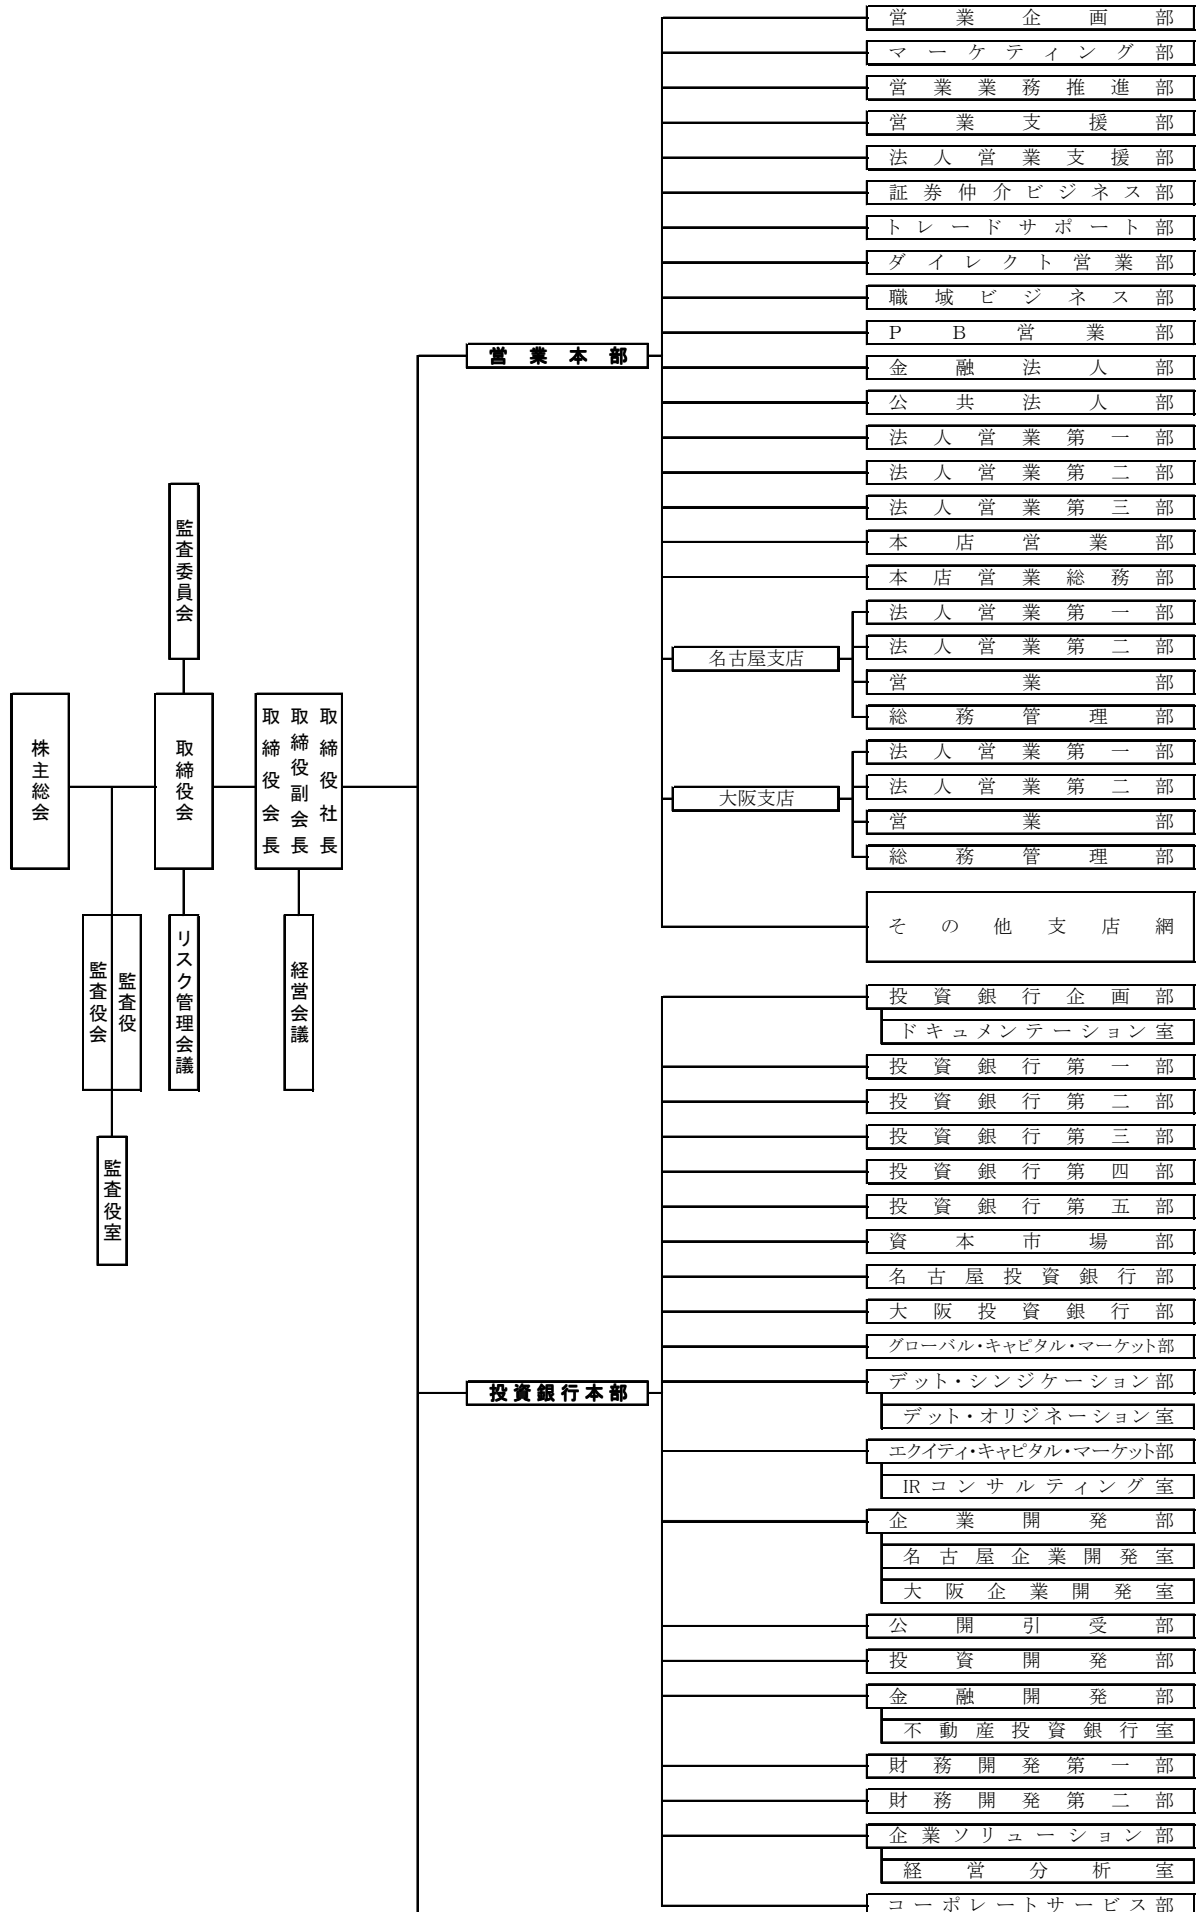 株主総会
監査委員会
取締役会
取締役会長
取締役副会長
取締役社長
監査役会
監査役
リスク管理会議
経営会議
監査役室
営業本部
営業企画部
マーケティング部
営業業務推進部
営業支援部
法人営業支援部
証券仲介ビジネス部
トレードサポート部
ダイレクト営業部
職域ビジネス部
PB営業部
金融法人部
公共法人部
法人営業第一部
法人営業第二部
法人営業第三部
本店営業部
本店営業総務部
名古屋支店
法人営業第一部
法人営業第二部
営業部
総務管理部
大阪支店
法人営業第一部
法人営業第二部
営業部
総務管理部
その他支店網
投資銀行本部
投資銀行企画部
ドキュメンテーション室
投資銀行第一部
投資銀行第二部
投資銀行第三部
投資銀行第四部
投資銀行第五部
資本市場部
名古屋投資銀行部
大阪投資銀行部
グローバル・キャピタル・マーケット部
デット・シンジケーション部
デット・オリジネーション室
エクイティ・キャピタル・マーケット部
IRコンサルティング室
企業開発部
名古屋企業開発室
大阪企業開発室
公開引受部
投資開発部
金融開発部
不動産投資銀行室
財務開発第一部
財務開発第二部
企業ソリューション部
経営分析室
コーポレートサービス部